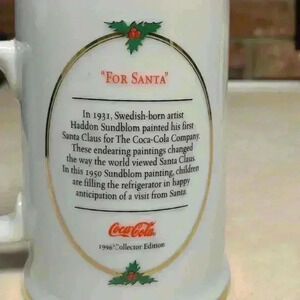 "FOR SANTA"
In 1931, Swedish-born artist
Haddon Sundblom painted his first
Santa Claus for The Coca-Cola Company.
These endearing paintings changed
the way the world viewed Santa Claus.
In this 1950 Sundblom painting, children
are filling the refrigerator in happy
anticipation of a visit from Santa.
Coca-Cola
1996 Collector Edition